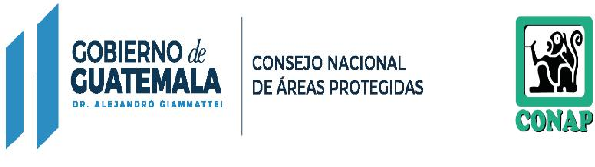 GOBIERNO de
GUATEMALA
DR. ALEJANDRO GIAMMATTEI
CONSEJO NACIONAL
DE ÁREAS PROTEGIDAS
CONAP